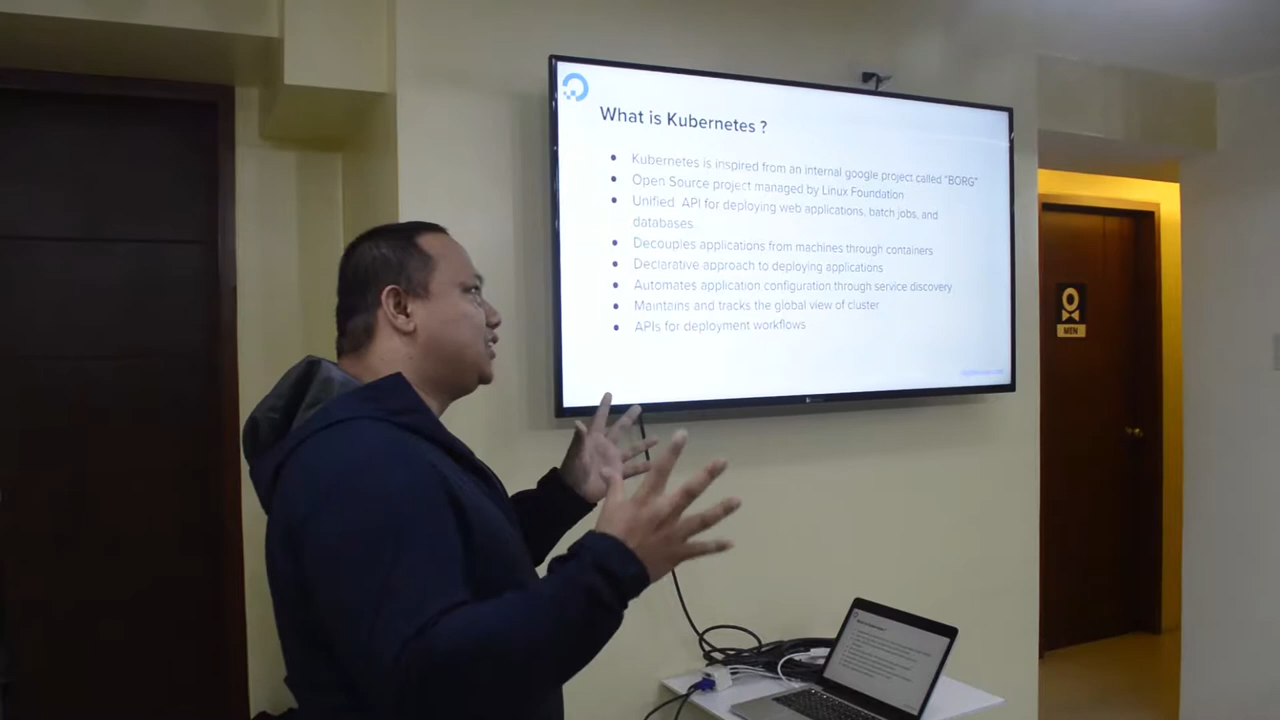 What is Kubernetes ?
• Kubernetes is inspired from an internal google project called "BORG"
• Open Source project managed by Linux Foundation
• Unified API for deploying web applications, batch jobs, and
databases
• Decouples applications from machines through containers
• Declarative approach to deploying applications
• Automates application configuration through service discovery
• Maintains and tracks the global view of cluster
• APIs for deployment workflows
MEN
What is Kubernetes ?